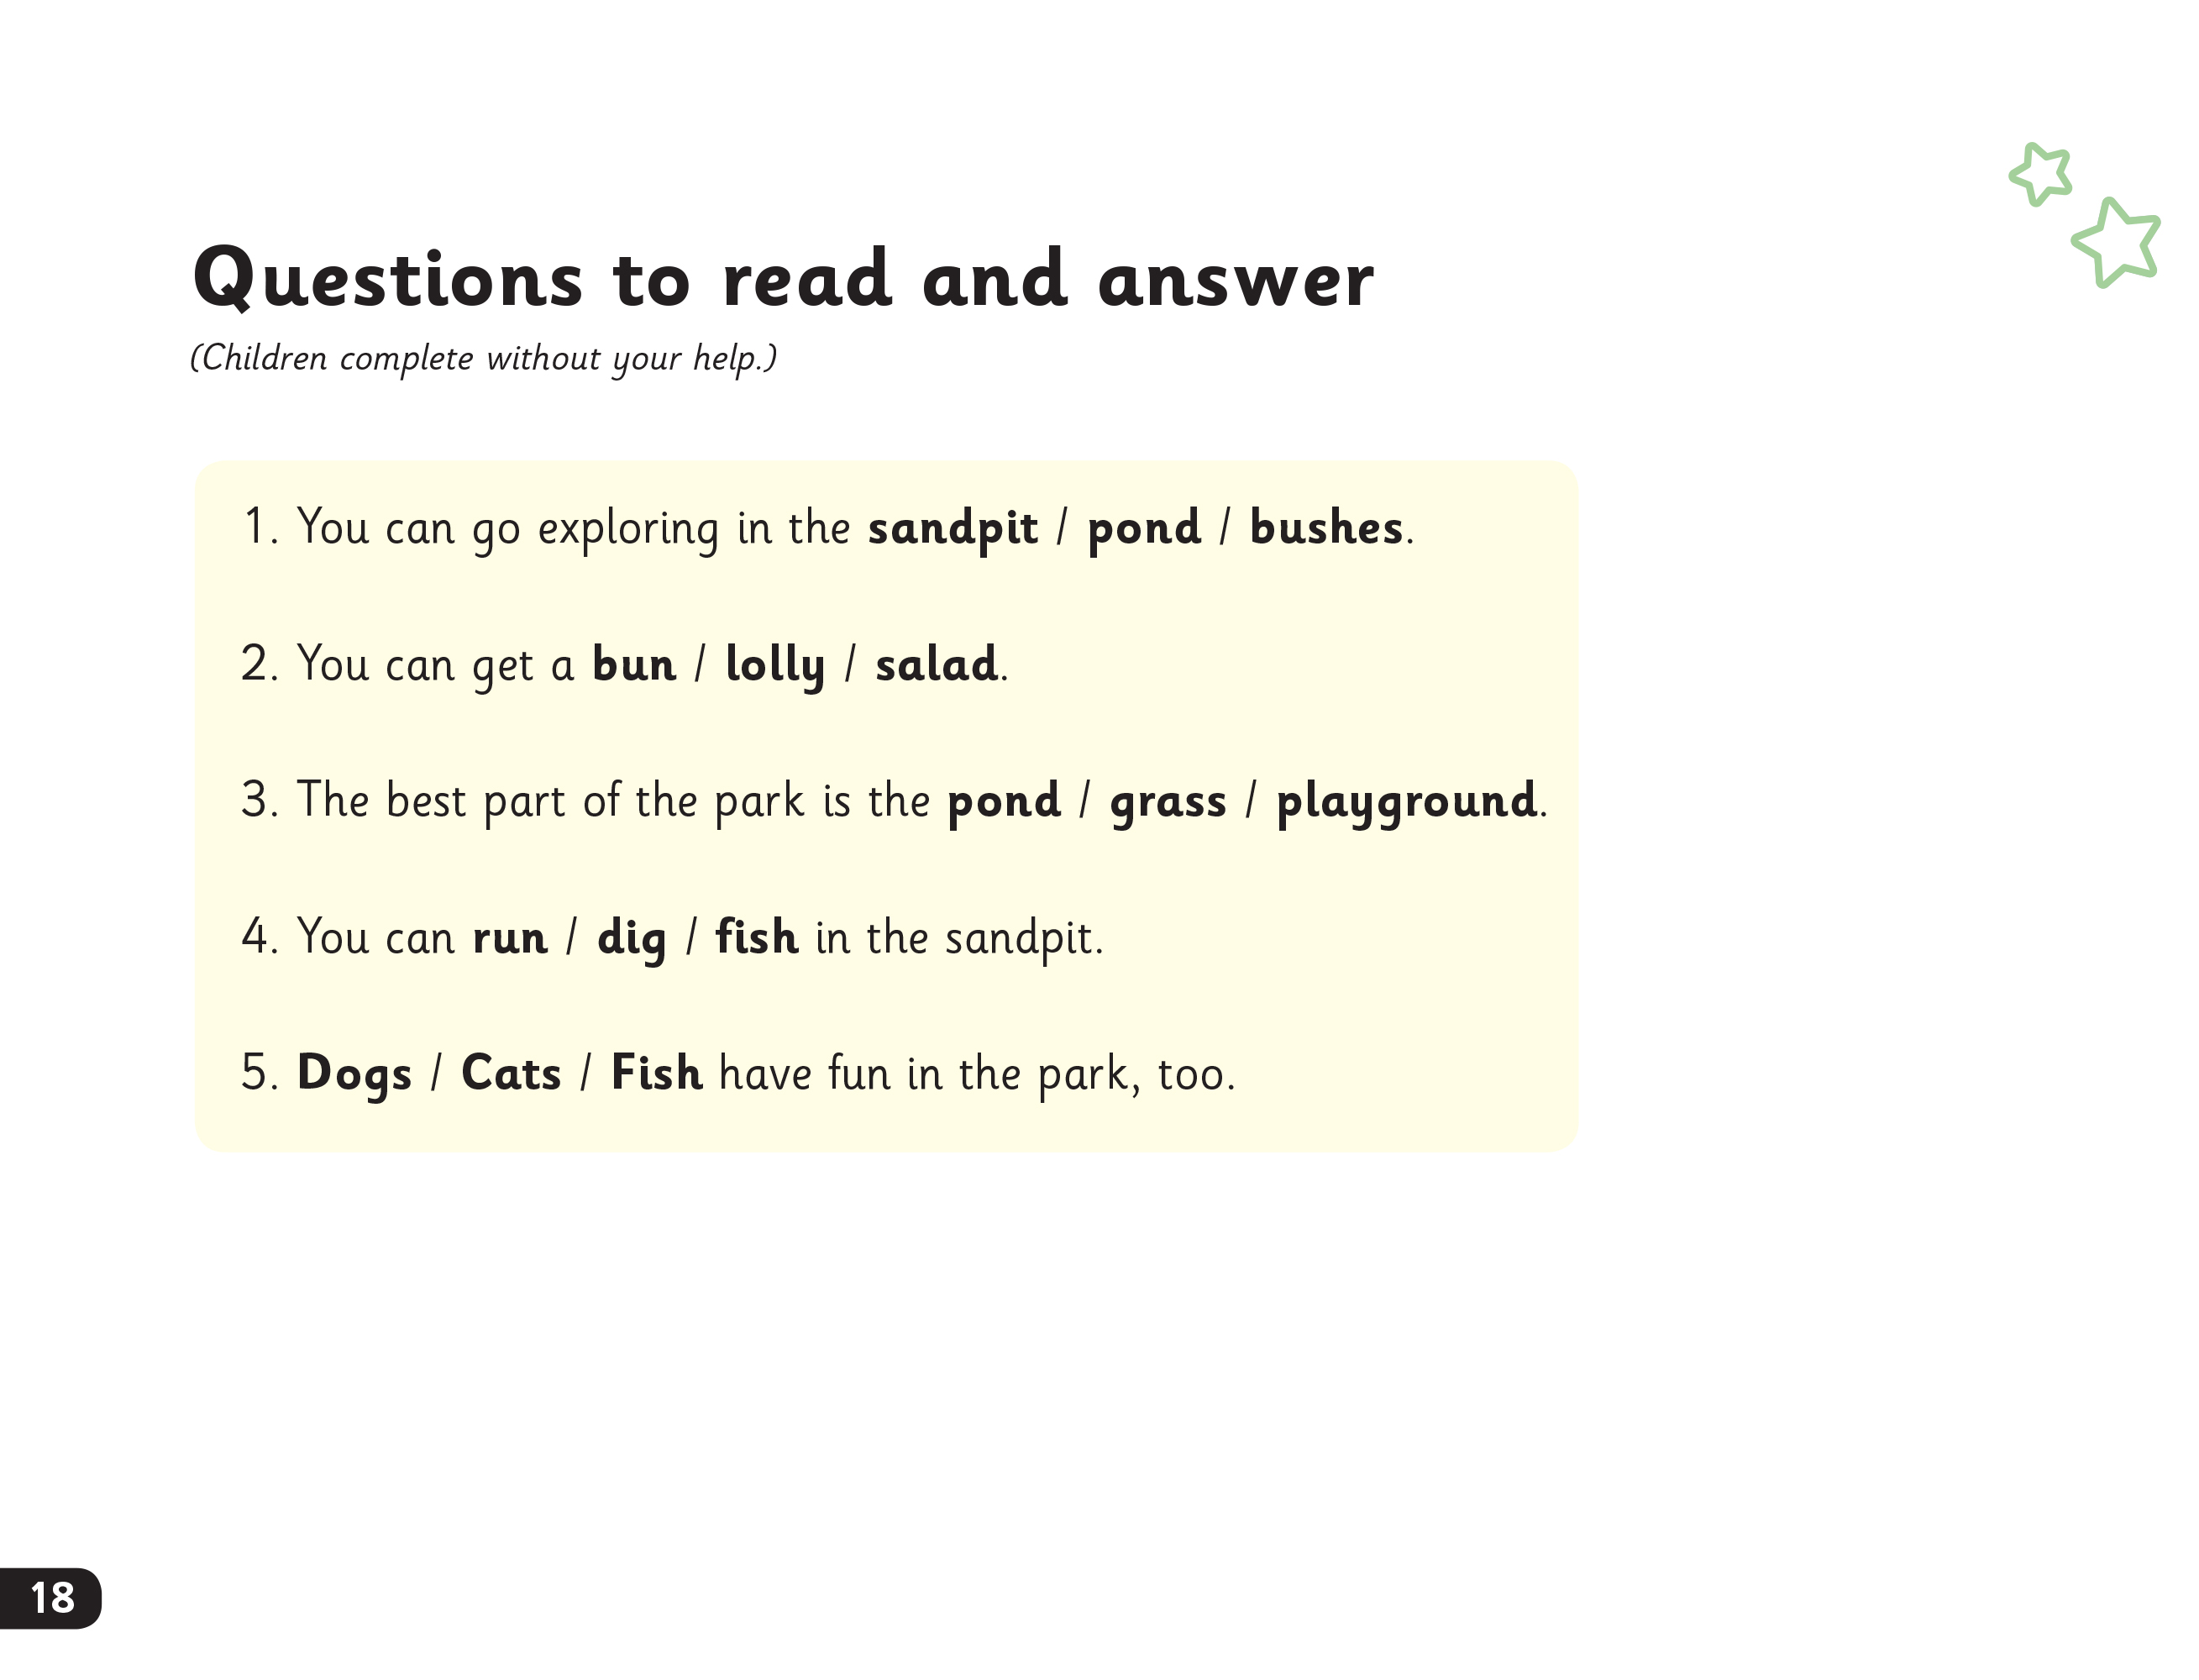 Questions to read and answer
(Children complete without your help.)
1. You can go exploring in the sandpit / pond / bushes.
2. You can get a bun / lolly / salad.
3. The best part of the park is the pond / grass / playground.
4. You can run / dig / fish in the sandpit.
5. Dogs / Cats / Fish have fun in the park, too.
18